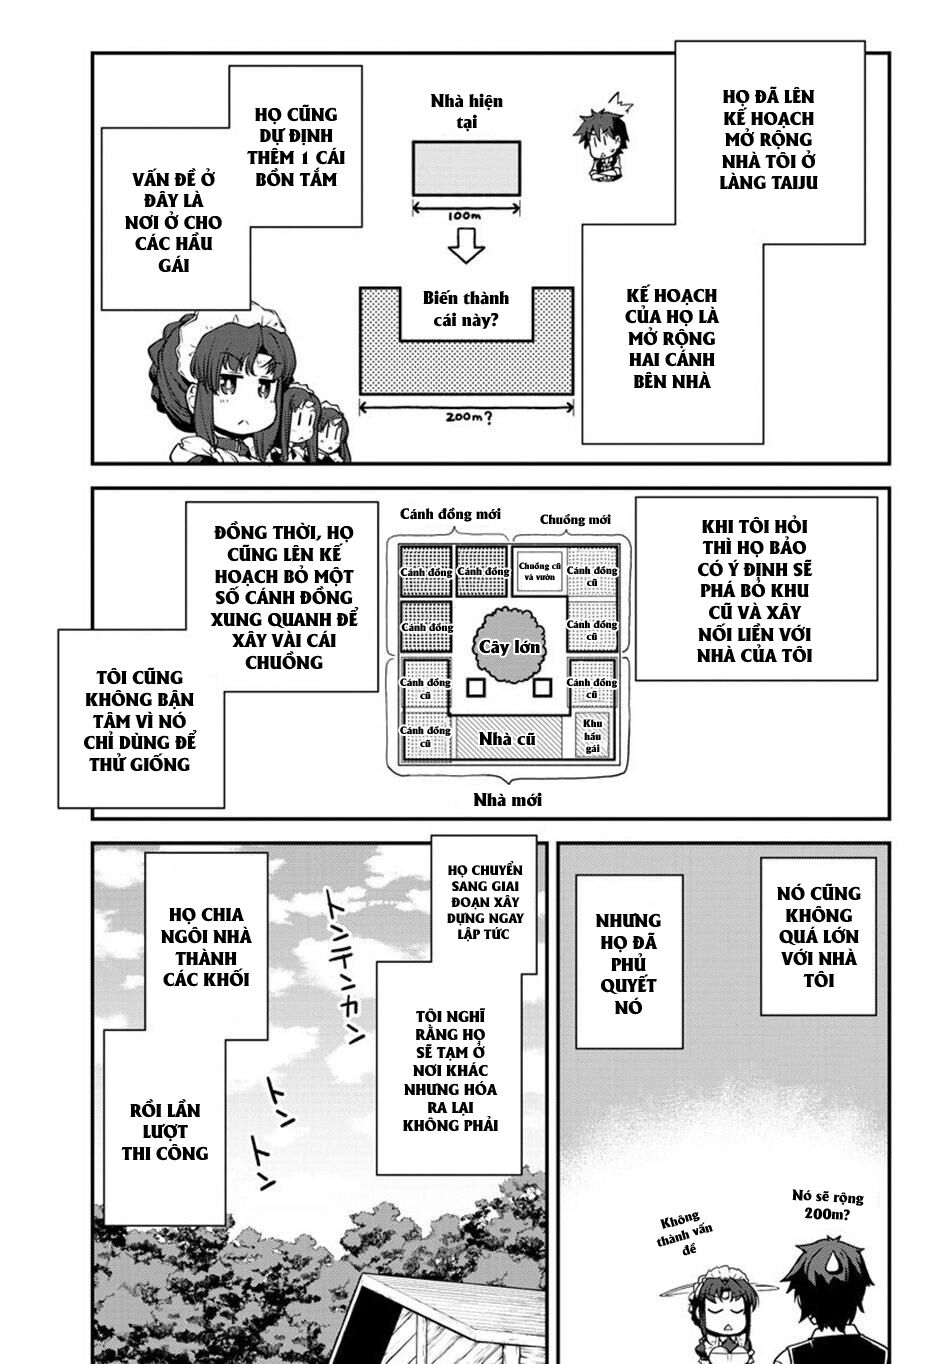 HỌ ĐÃ LÊN
KẾ HOẠCH
MỞ RỘNG
NHÀ TÔI Ở
LÀNG TAIJU
KẾ HOẠCH
CỦA HỌ LÀ
MỞ RỘNG
HAI CÁNH
BÊN NHÀ
Nhà hiện
tại
100m
Biến thành
cái này?
200m?
HỌ CŨNG
DỰ ĐỊNH
THÊM 1 CÁI
BỒN TẮM
VẤN ĐỀ Ở
ĐÂY LÀ
NƠI Ở CHO
CÁC HẦU
GÁI
KHI TÔI HỎI
THÌ HỌ BẢO
CÓ Ý ĐỊNH SẼ
PHÁ BỎ KHU
CŨ VÀ XÂY
NỐI LIỀN VỚI
NHÀ CỦA TÔI
Cánh đồng mới
Chuồng mới
Cánh đồng
Cánh đồng
Chuồng cũ
và vườn
Cánh đồng
cũ
Cánh đồng
Cây lớn
Cánh đồng
cũ
Cánh đồng
cũ
Cánh đồng
cũ
Cánh đồng
cũ
Nhà cũ
Khu
hầu
gái
Nhà mới
ĐỒNG THỜI, HỌ
CŨNG LÊN KẾ
HOẠCH BỎ MỘT
SỐ CÁNH ĐỒNG
XUNG QUANH ĐỂ
XÂY VÀI CÁI
CHUỒNG
TÔI CŨNG
KHÔNG BẬN
TÂM VÌ NÓ
CHỈ DÙNG ĐỂ
THỬ GIỐNG
NÓ CŨNG
KHÔNG
QUÁ LỚN
VỚI NHÀ
TÔI
NHƯNG
HỌ ĐÃ
PHỦ
QUYẾT
NÓ
Nó sẽ rộng
200m?
Không
thành vấn
đề
HỌ CHUYỂN
SANG GIAI
ĐOẠN XÂY
DỰNG NGAY
LẬP TỨC
TÔI NGHĨ
RẰNG HỌ
SẼ TẠM Ở
NƠI KHÁC
NHƯNG HÓA
RA LẠI
KHÔNG PHẢI
トンテンカン
トン
トン
HỌ CHIA
NGÔI NHÀ
THÀNH
CÁC KHỐI
RỒI LẦN
LƯỢT
THI CÔNG